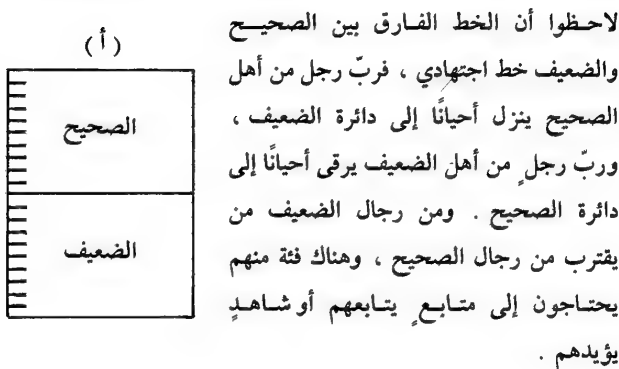 لاحظوا أن الخط الفارق بين الصحيح
والضعيف خط اجتهادي ، فربّ رجل من أهل
الصحيح ينزل أحيانًا إلى دائرة الضعيف ،
وربّ رجلٍ من أهل الضعيف يرقى أحيانًا إلى
دائرة الصحيح . ومن رجال الضعيف من
يقترب من رجال الصحيح ، وهناك فئة منهم
يحتاجون إلى متابعٍ يتابعهم أو شاهدٍ
يؤيدهم .
( أ )
الصحيح
الضعيف